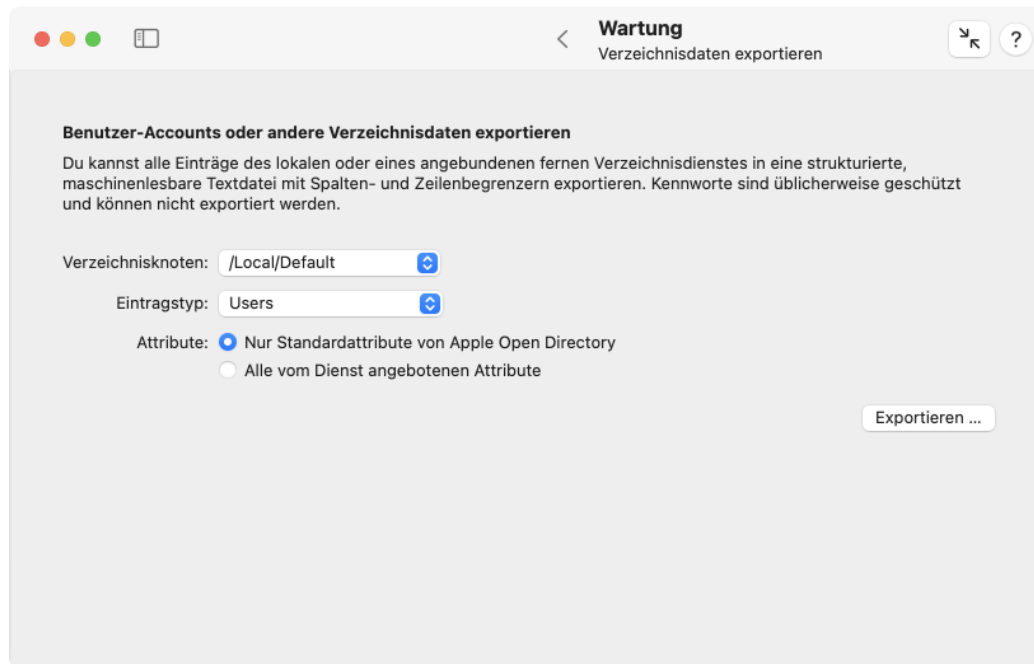 Wartung
Verzeichnisdaten exportieren
?
Benutzer-Accounts oder andere Verzeichnisdaten exportieren
Du kannst alle Einträge des lokalen oder eines angebundenen fernen Verzeichnisdienstes in eine strukturierte,
maschinenlesbare Textdatei mit Spalten- und Zeilenbegrenzern exportieren. Kennworte sind üblicherweise geschützt
und können nicht exportiert werden.
Verzeichnisknoten: /Local/Default
Eintragstyp: Users
Attribute: Nur Standardattribute von Apple Open Directory
Alle vom Dienst angebotenen Attribute
Exportieren ...